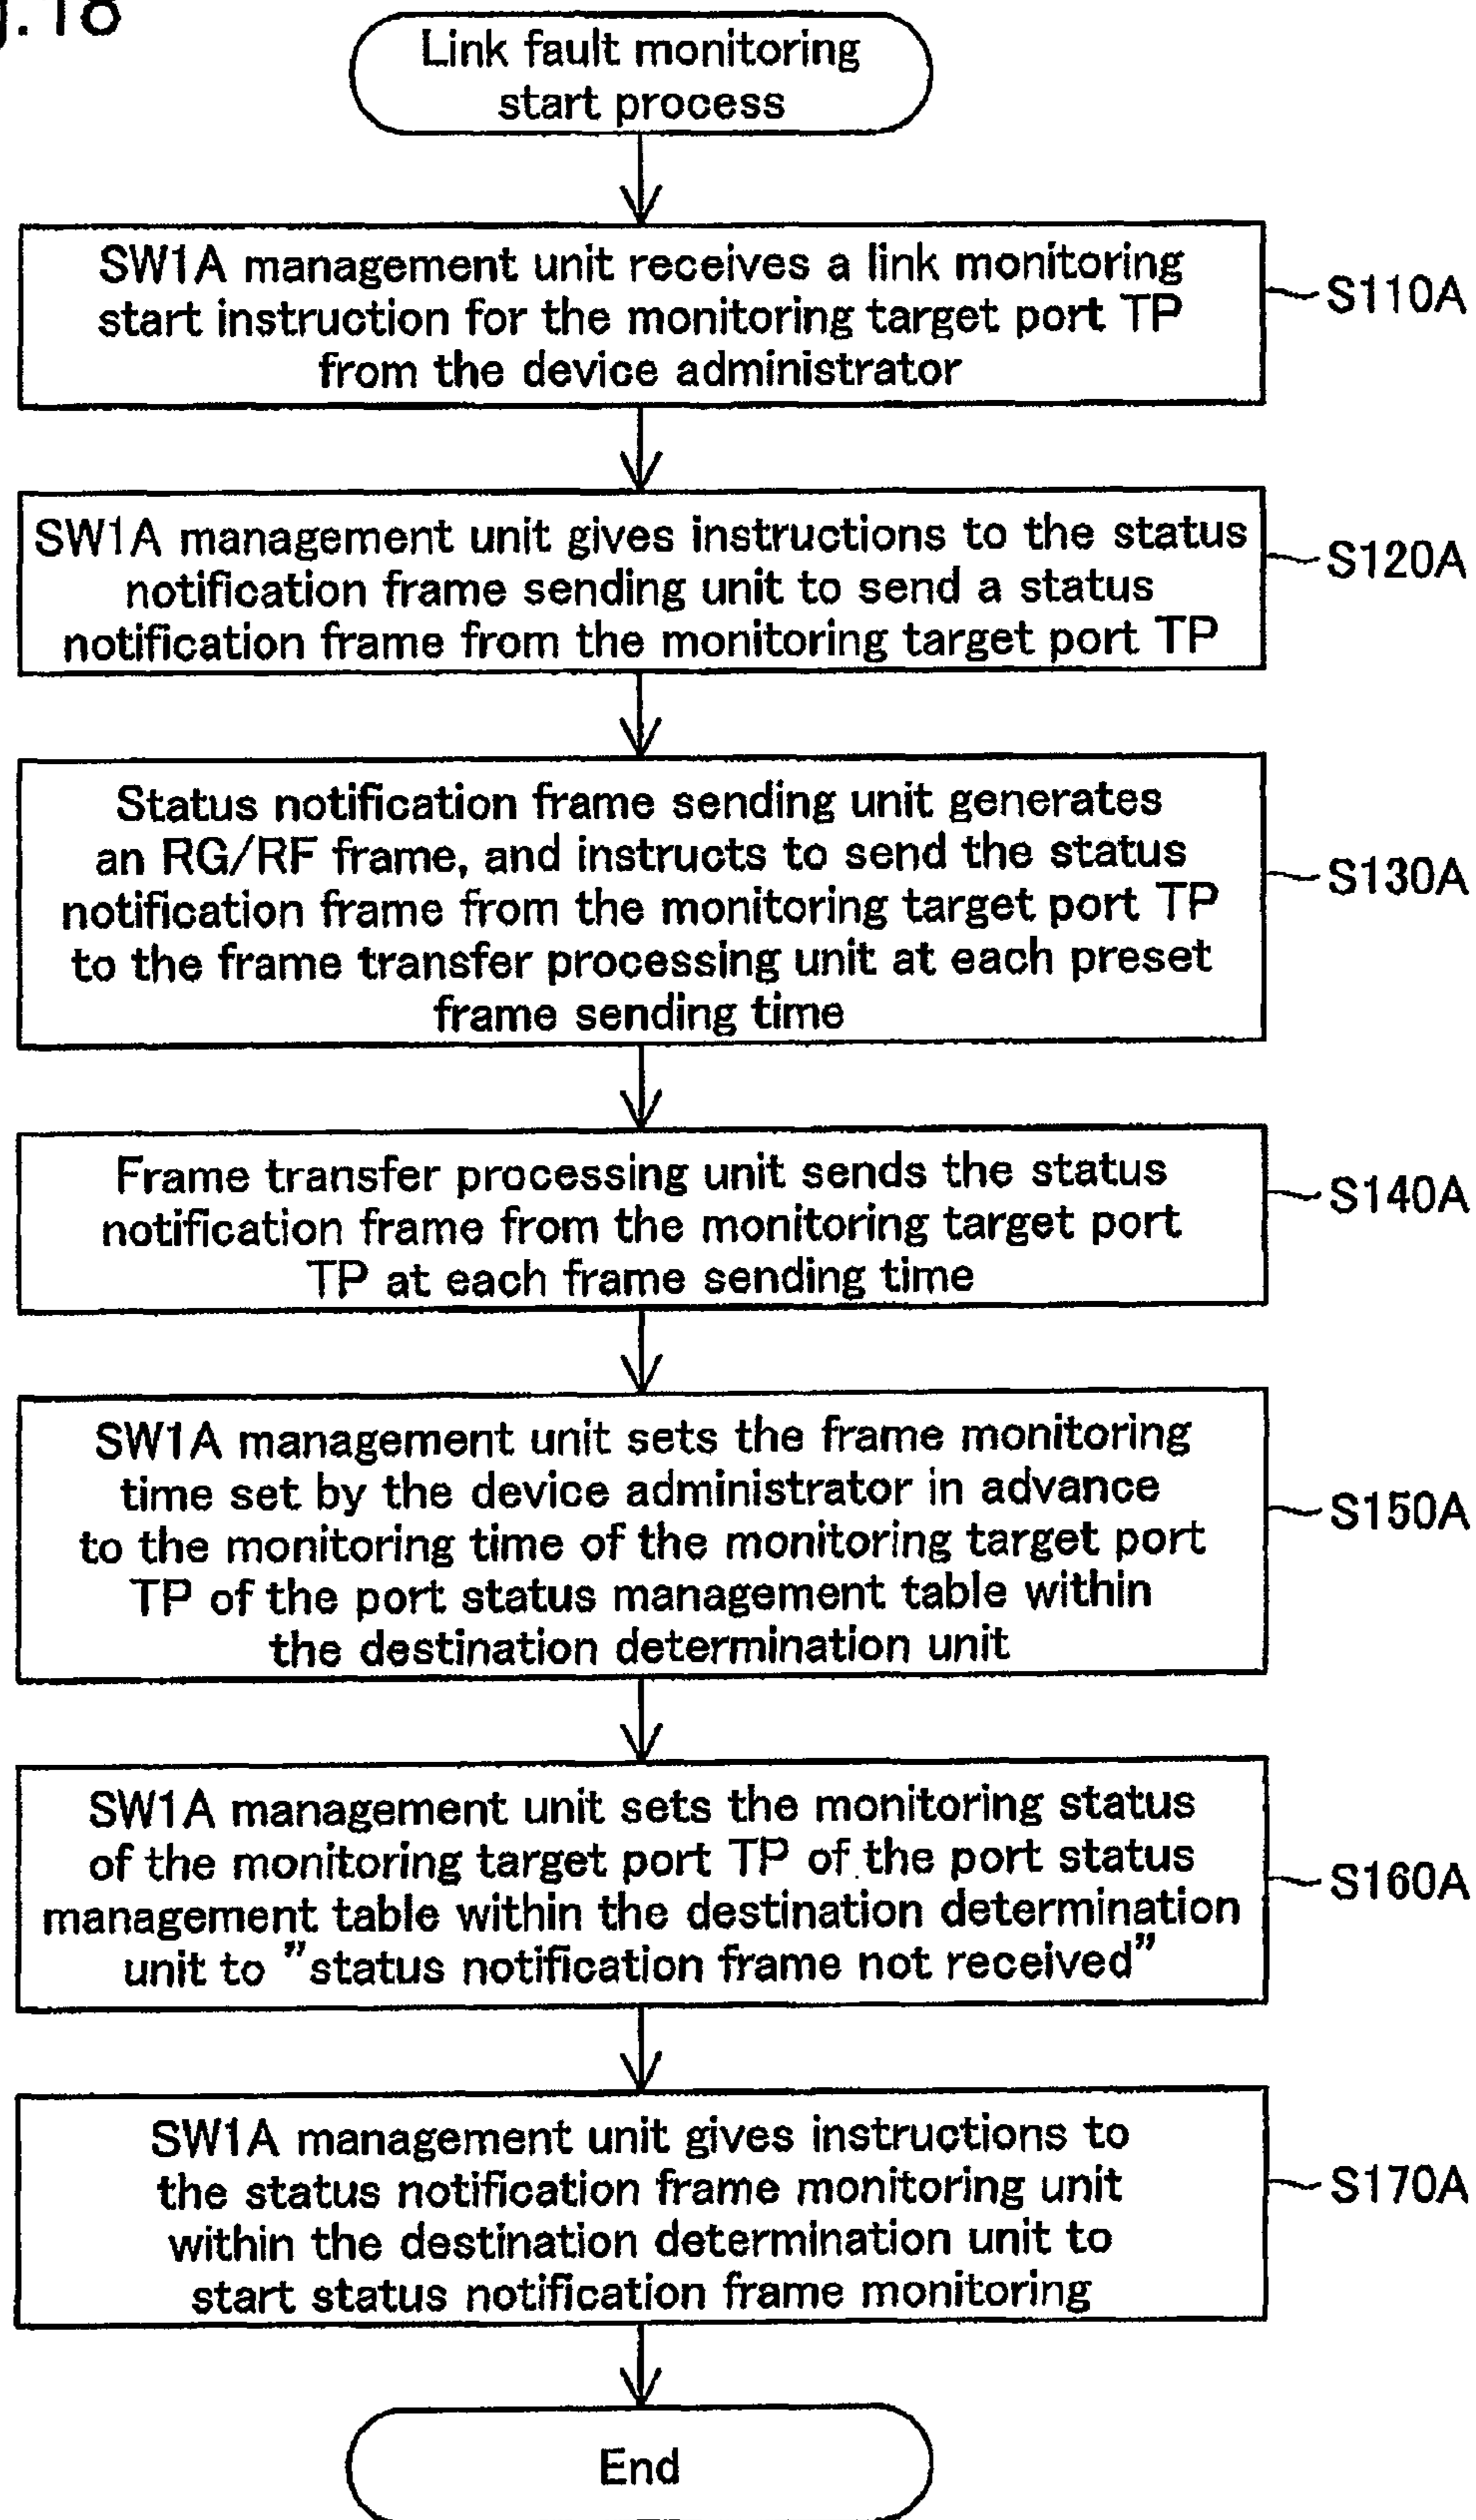 g.18
Link fault monitoring
start process
SW1A management unit receives a link monitoring
start instruction for the monitoring target port TP
from the device administrator
S110A
SW1A management unit gives instructions to the status
notification frame sending unit to send a status
notification frame from the monitoring target port TP
S120A
Status notification frame sending unit generates
an RG/RF frame, and instructs to send the status
notification frame from the monitoring target port TP
to the frame transfer processing unit at each preset
frame sending time
S130A
Frame transfer processing unit sends the status
notification frame from the monitoring target port
TP at each frame sending time
S140A
SW1A management unit sets the frame monitoring
time set by the device administrator in advance
to the monitoring time of the monitoring target port
TP of the port status management table within
the destination determination unit
S150A
SW1A management unit sets the monitoring status
of the monitoring target port TP of the port status
management table within the destination determination
unit to ”status notification frame not received”
S160A
SW1A management unit gives instructions to
the status notification frame monitoring unit
within the destination determination unit to
start status notification frame monitoring
S170A
End